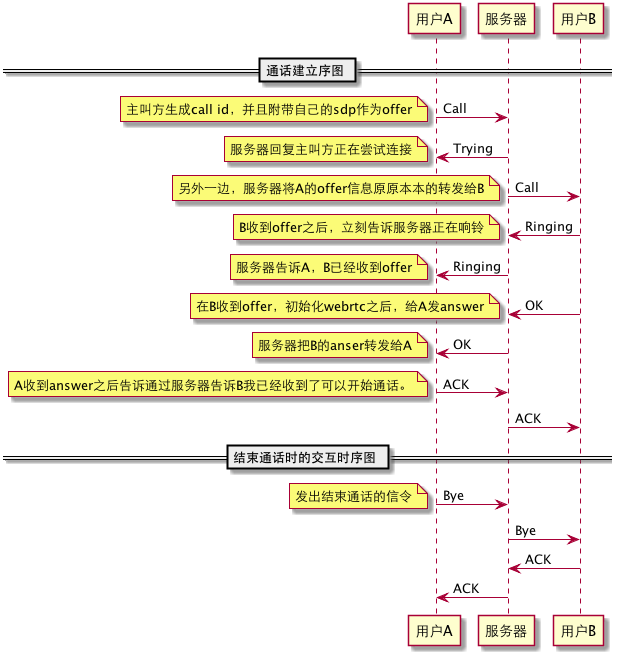 用户A 服务器 用户B
通话建立序图
主叫方生成call id，并且附带自己的sdp作为offer Call
服务器回复主叫方正在尝试连接 Trying
另外一边，服务器将A的offer信息原原本本的转发给B Call
B收到offer之后，立刻告诉服务器正在响铃 Ringing
服务器告诉A，B已经收到offer Ringing
在B收到offer，初始化webrtc之后，给A发answer OK
服务器把B的anser转发给A OK
A收到answer之后告诉通过服务器告诉B我已经收到了可以开始通话。 ACK
ACK
结束通话时的交互时序图
发出结束通话的信令 Bye
Bye
ACK
ACK
用户A 服务器 用户B